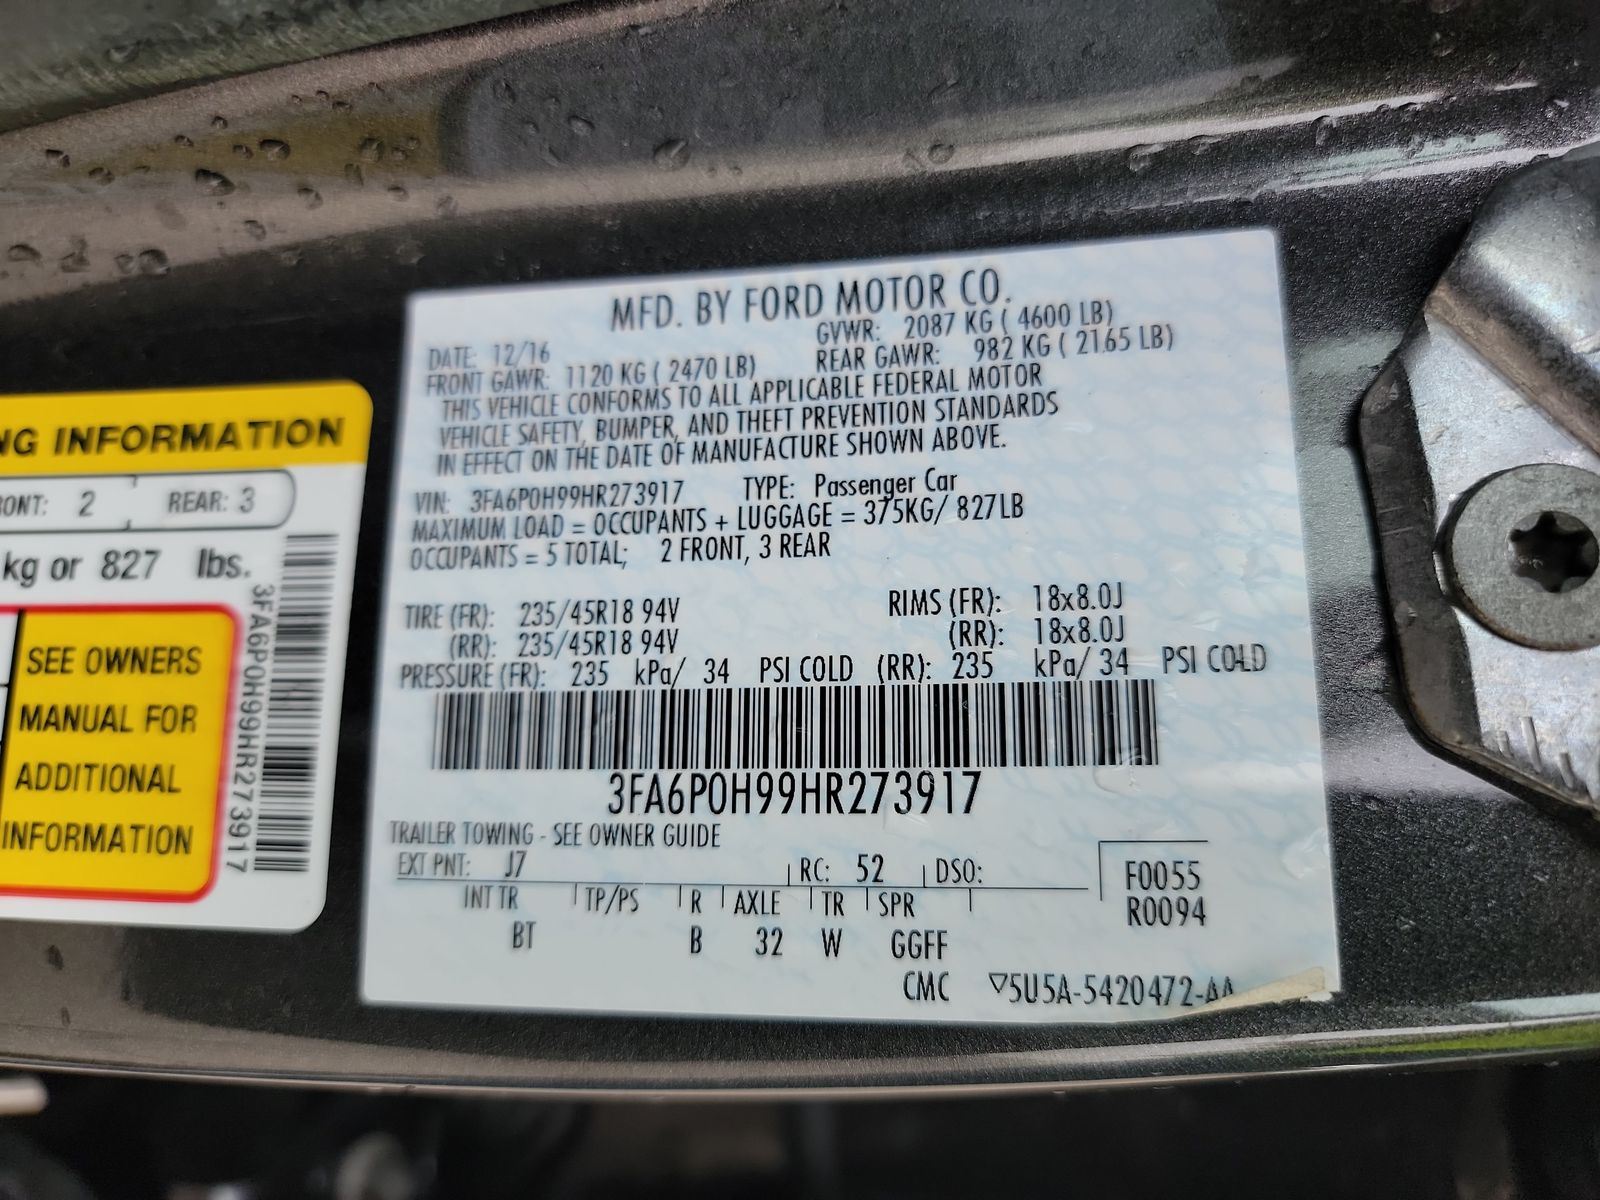 MFD. BY FORD MOTOR CO.
DATE: 12/16 GVWR: 2087 KG ( 4600 LB)
FRONT GAWR: 1120 KG ( 2470 LB) REAR GAWR: 982 KG ( 2165 LB)
THIS VEHICLE CONFORMS TO ALL APPLICABLE FEDERAL MOTOR
VEHICLE SAFETY, BUMPER, AND THEFT PREVENTION STANDARDS
IN EFFECT ON THE DATE OF MANUFACTURE SHOWN ABOVE.
VIN: 3FA6P0H99HR273917 TYPE: Passenger Car
MAXIMUM LOAD = OCCUPANTS + LUGGAGE = 375KG/ 827LB
OCCUPANTS = 5 TOTAL; 2 FRONT, 3 REAR
TIRE (FR): 235/45R18 94V RIMS (FR): 18x8.0J
(RR): 235/45R18 94V (RR): 18x8.0J
PRESSURE (FR): 235 kPa/ 34 PSI COLD (RR): 235 kPa/ 34 PSI COLD
3FA6P0H99HR273917
TRAILER TOWING - SEE OWNER GUIDE
EXT PNT: J7 RC: 52 DSO:
F0055
R0094
INT TR TP/PS R AXLE TR SPR
BT B 32 W GGFF
CMC ▽5U5A-5420472-AA
NG INFORMATION
RONT: 2 REAR: 3
kg or 827 lbs.
SEE OWNERS
MANUAL FOR
ADDITIONAL
INFORMATION
3FA6P0H99HR273917